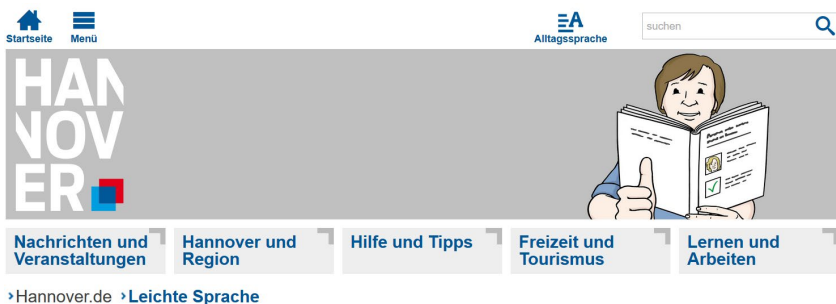 Startseite
Menü
Alltagssprache
suchen
HAN
NOV
ER
Nachrichten und
Veranstaltungen
Hannover und
Region
Hilfe und Tipps
Freizeit und
Tourismus
Lernen und
Arbeiten
›Hannover.de ›Leichte Sprache